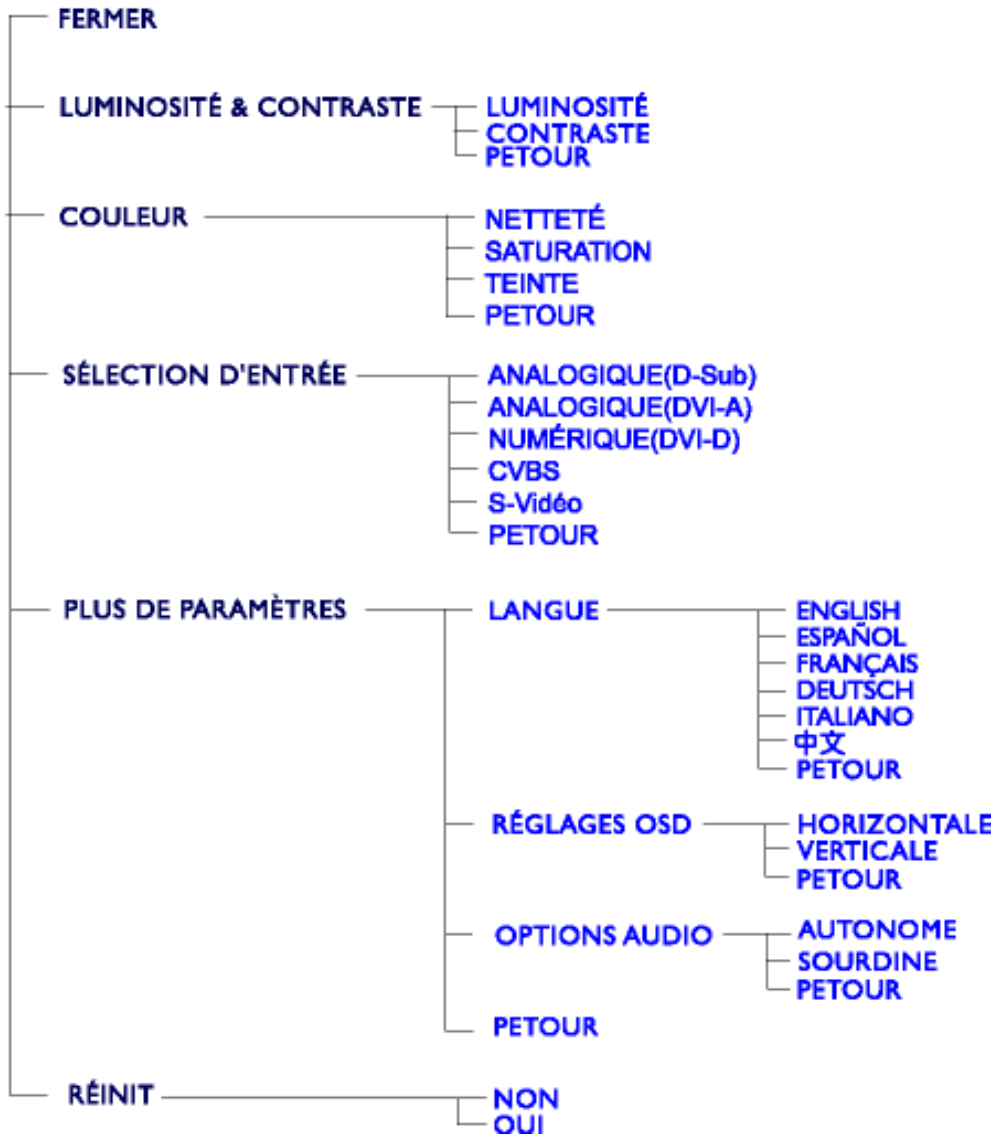 FERMER
LUMINOSITÉ & CONTRASTE
LUMINOSITÉ
CONTRASTE
PETOUR
COULEUR
NETTETÉ
SATURATION
TEINTE
PETOUR
SÉLECTION D'ENTRÉE
ANALOGIQUE(D-Sub)
ANALOGIQUE(DVI-A)
NUMÉRIQUE(DVI-D)
CVBS
S-Vidéo
PETOUR
PLUS DE PARAMÈTRES
LANGUE
ENGLISH
ESPAÑOL
FRANÇAIS
DEUTSCH
ITALIANO
中文
PETOUR
RÉGLAGES OSD
HORIZONTALE
VERTICALE
PETOUR
OPTIONS AUDIO
AUTONOME
SOURDINE
PETOUR
PETOUR
RÉINIT
NON
OUI